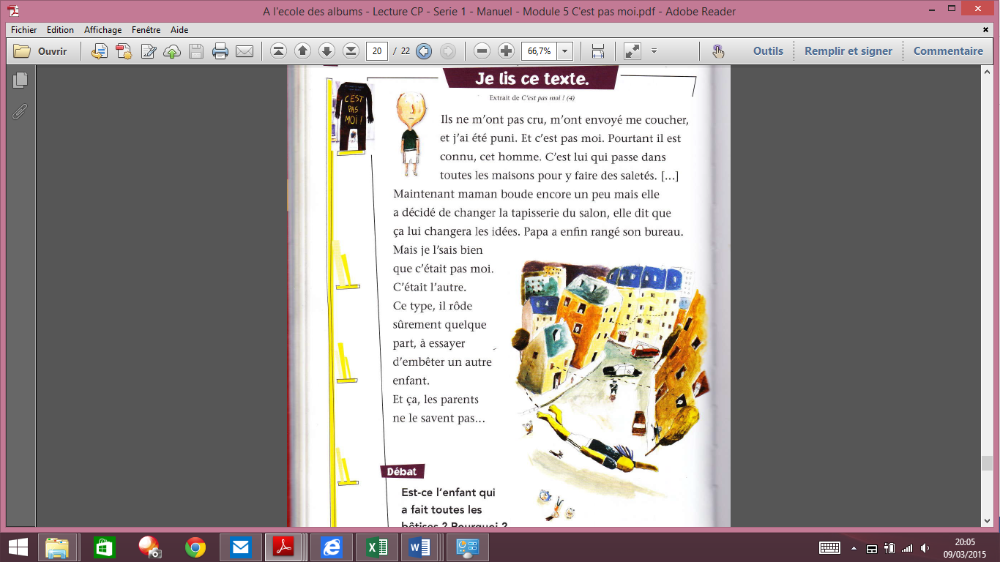 A l'ecole des albums - Lecture CP - Serie 1 - Manuel - Module 5 C'est pas moi.pdf - Adobe Reader
Fichier Edition Affichage Fenêtre Aide
Ouvrir 20 / 22 66,7% Outils Remplir et signer Commentaire
Je lis ce texte.
Extrait de C'est pas moi ! (4)
C'EST
PAS
MOI !
Ils ne m'ont pas cru, m'ont envoyé me coucher,
et j'ai été puni. Et c'est pas moi. Pourtant il est
connu, cet homme. C'est lui qui passe dans
toutes les maisons pour y faire des saletés. […]
Maintenant maman boude encore un peu mais elle
a décidé de changer la tapisserie du salon, elle dit que
ça lui changera les idées. Papa a enfin rangé son bureau.
Mais je l'sais bien
que c'était pas moi.
C'était l'autre.
Ce type, il rôde
sûrement quelque
part, à essayer
d'embêter un autre
enfant.
Et ça, les parents
ne le savent pas…
Débat
Est-ce l'enfant qui
a fait toutes les
bêtises ? Pourquoi ?
20:05
09/03/2015